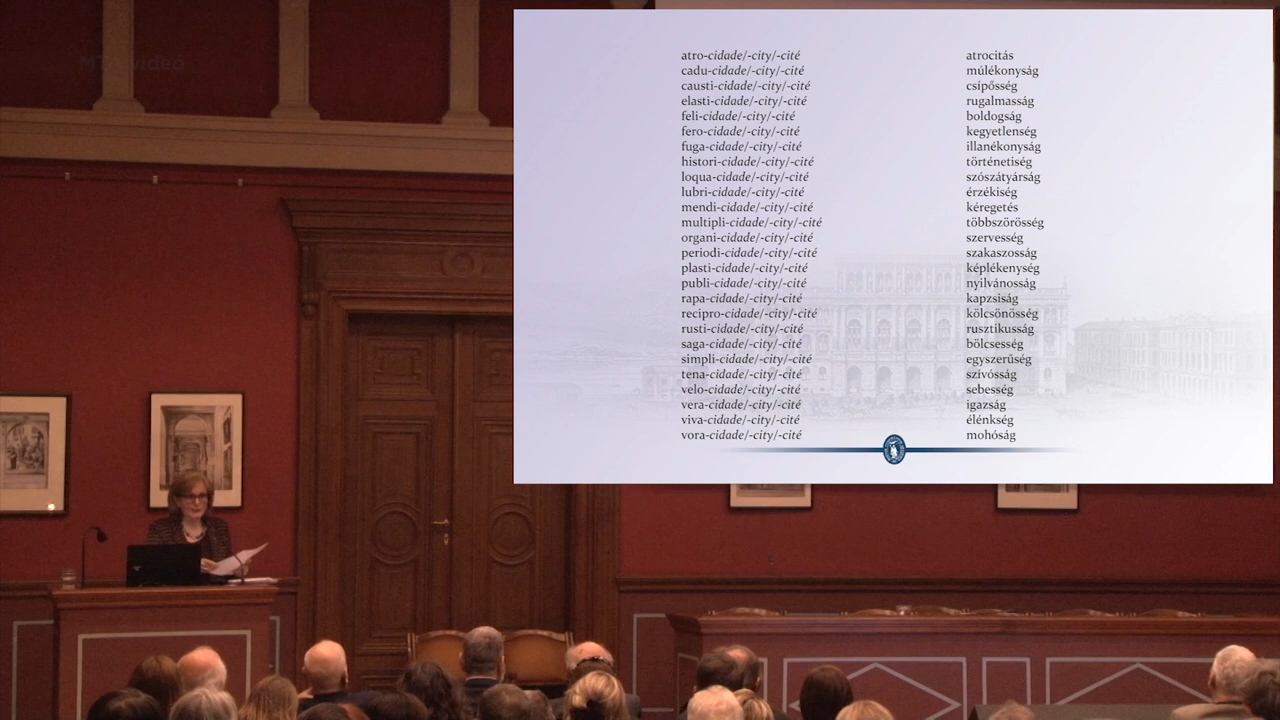 MTA videó
atro-cidade/-city/-cité atrocitás
cadu-cidade/-city/-cité múlékonyság
causti-cidade/-city/-cité csípősség
elasti-cidade/-city/-cité rugalmasság
feli-cidade/-city/-cité boldogság
fero-cidade/-city/-cité kegyetlenség
fuga-cidade/-city/-cité illanékonyság
histori-cidade/-city/-cité történetiség
loqua-cidade/-city/-cité szószátyárság
lubri-cidade/-city/-cité érzékiség
mendi-cidade/-city/-cité kéregetés
multipli-cidade/-city/-cité többszörösség
organi-cidade/-city/-cité szervesség
periodi-cidade/-city/-cité szakaszosság
plasti-cidade/-city/-cité képlékenység
publi-cidade/-city/-cité nyilvánosság
rapa-cidade/-city/-cité kapzsiság
recipro-cidade/-city/-cité kölcsönösség
rusti-cidade/-city/-cité rusztikusság
saga-cidade/-city/-cité bölcsesség
simpli-cidade/-city/-cité egyszerűség
tena-cidade/-city/-cité szívósság
velo-cidade/-city/-cité sebesség
vera-cidade/-city/-cité igazság
viva-cidade/-city/-cité élénkség
vora-cidade/-city/-cité mohóság